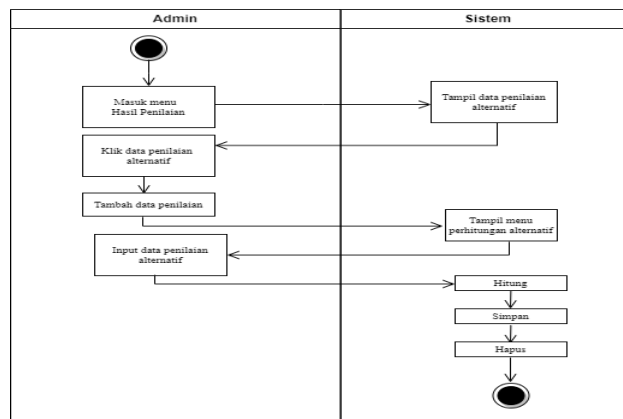 Admin
Sistem
Masuk menu
Hasil Penilaian
Tampil data penilaian
alternatif
Klik data penilaian
alternatif
Tambah data penilaian
Tampil menu
perhitungan alternatif
Input data penilaian
alternatif
Hitung
Simpan
Hapus